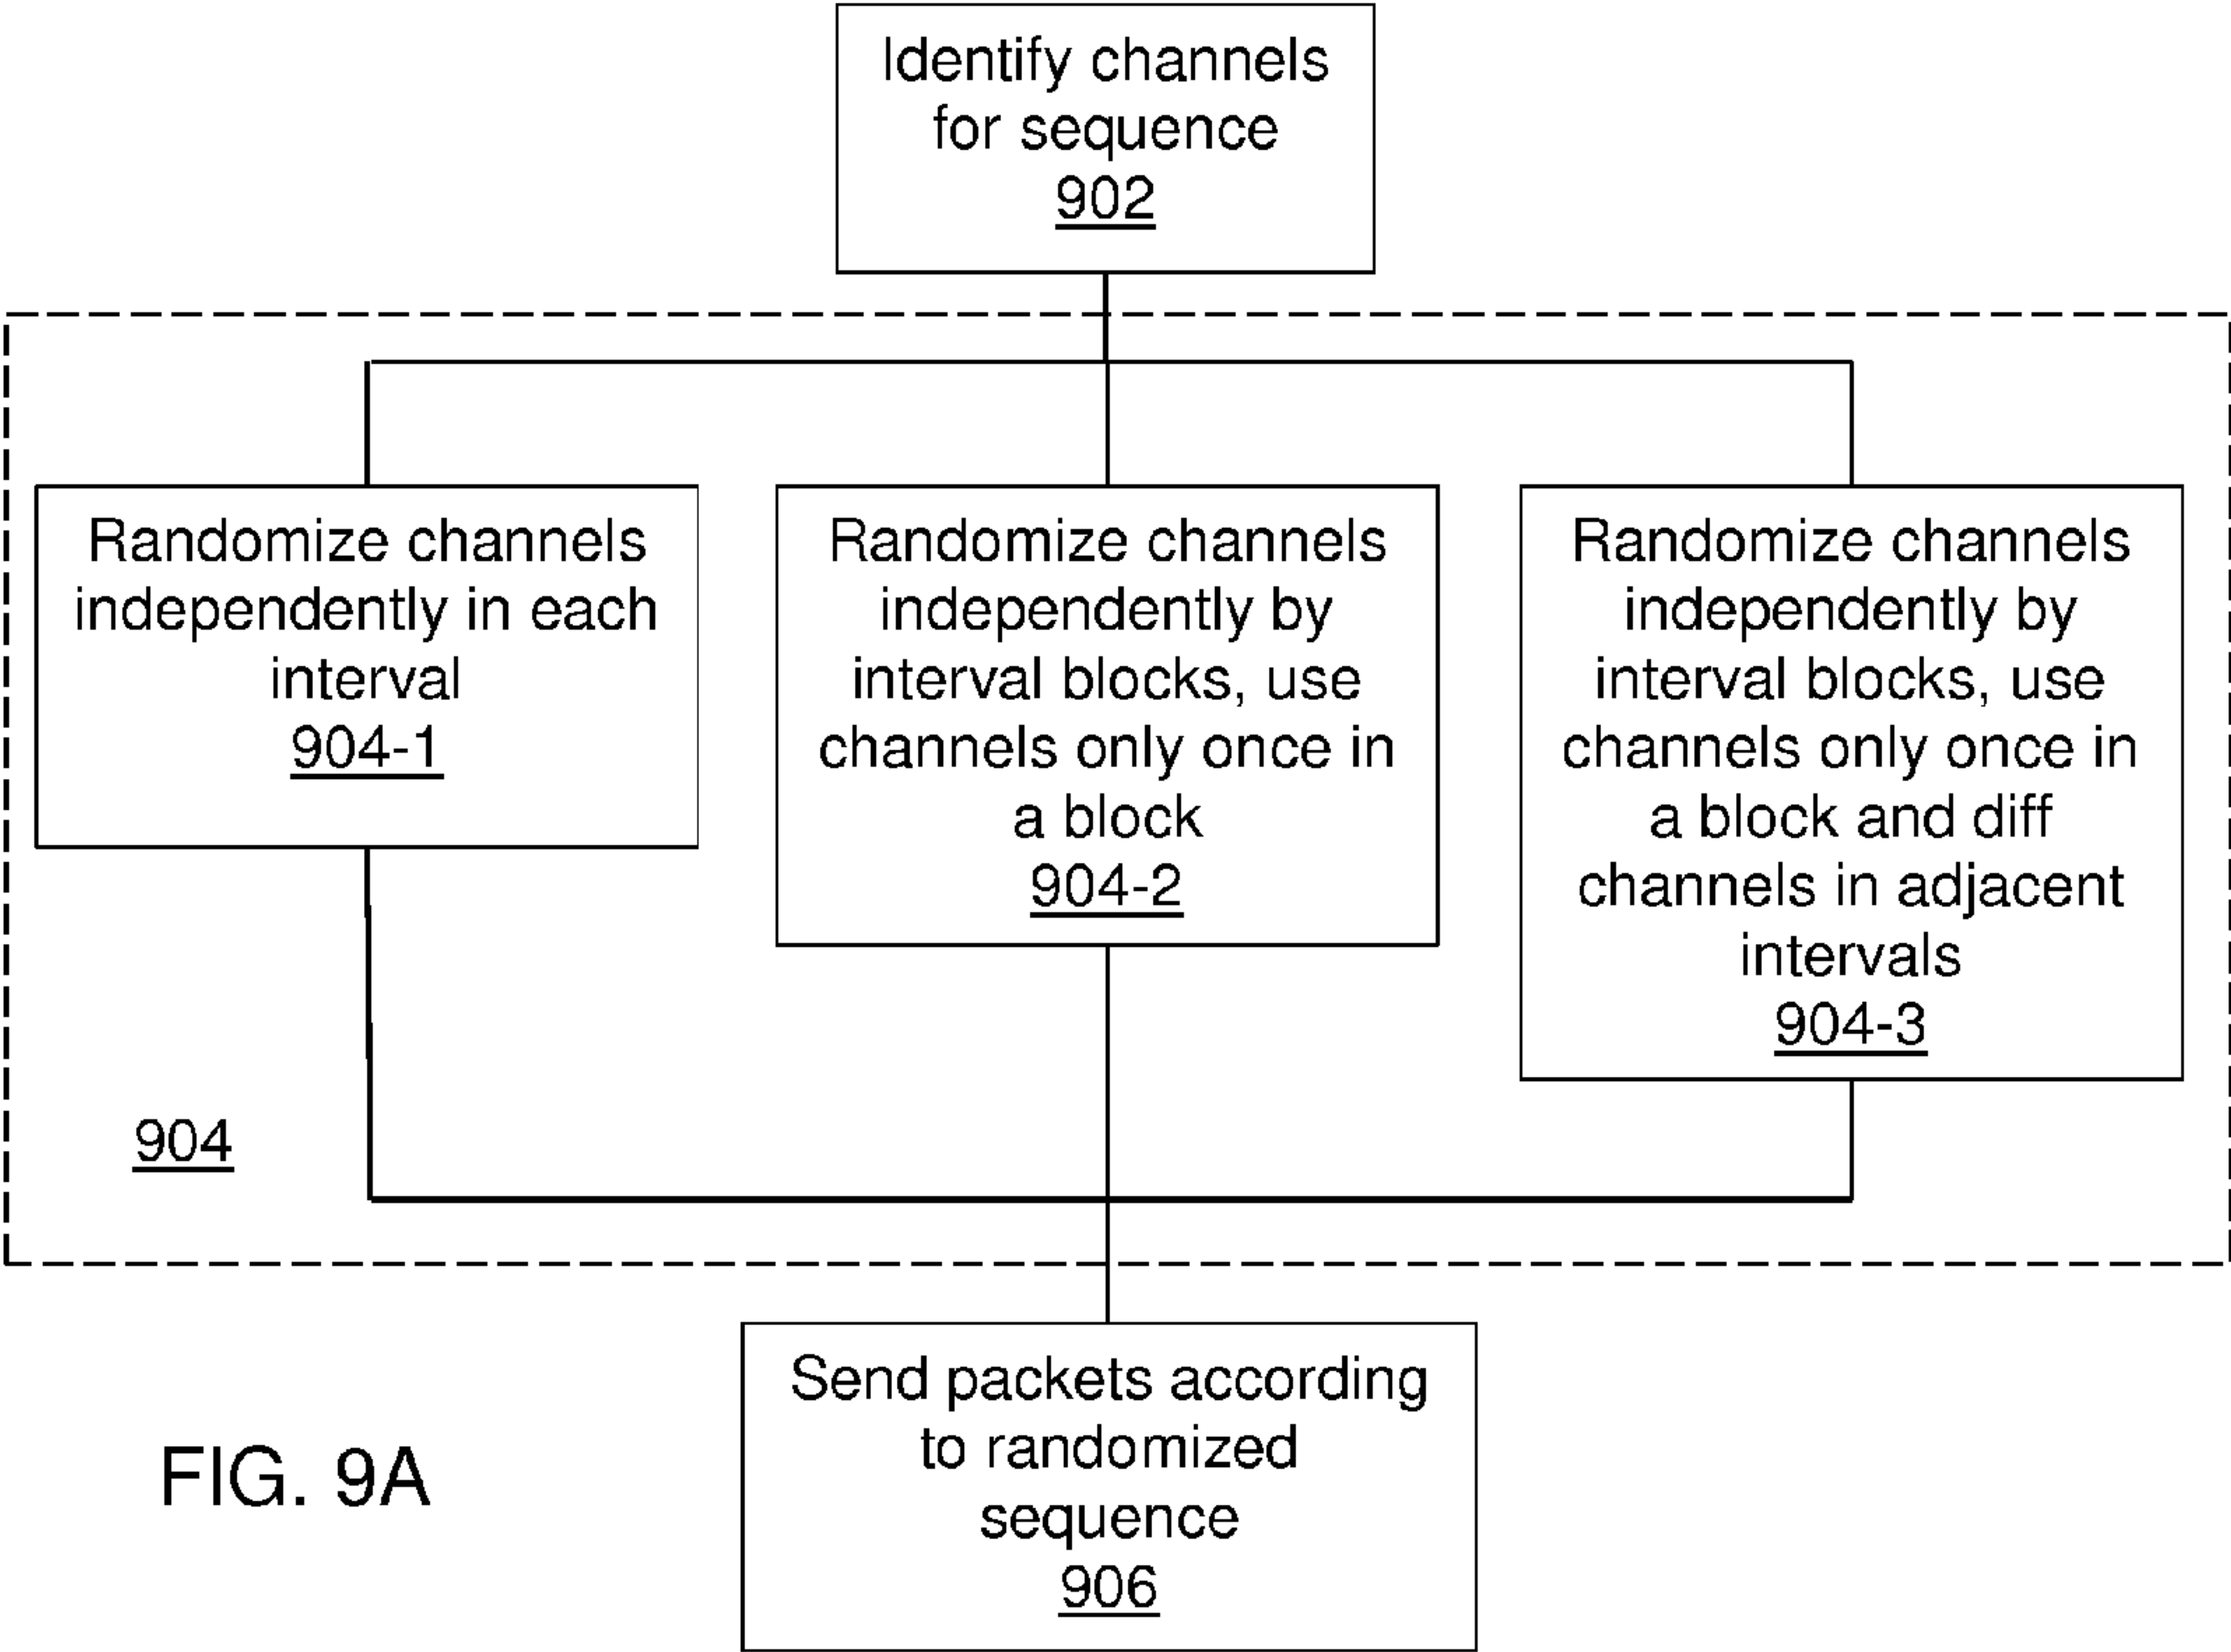 Identify channels
for sequence
902
Randomize channels
independently in each
interval
904-1
Randomize channels
independently by
interval blocks, use
channels only once in
a block
904-2
Randomize channels
independently by
interval blocks, use
channels only once in
a block and diff
channels in adjacent
intervals
904-3
904
Send packets according
to randomized
sequence
906
FIG. 9A